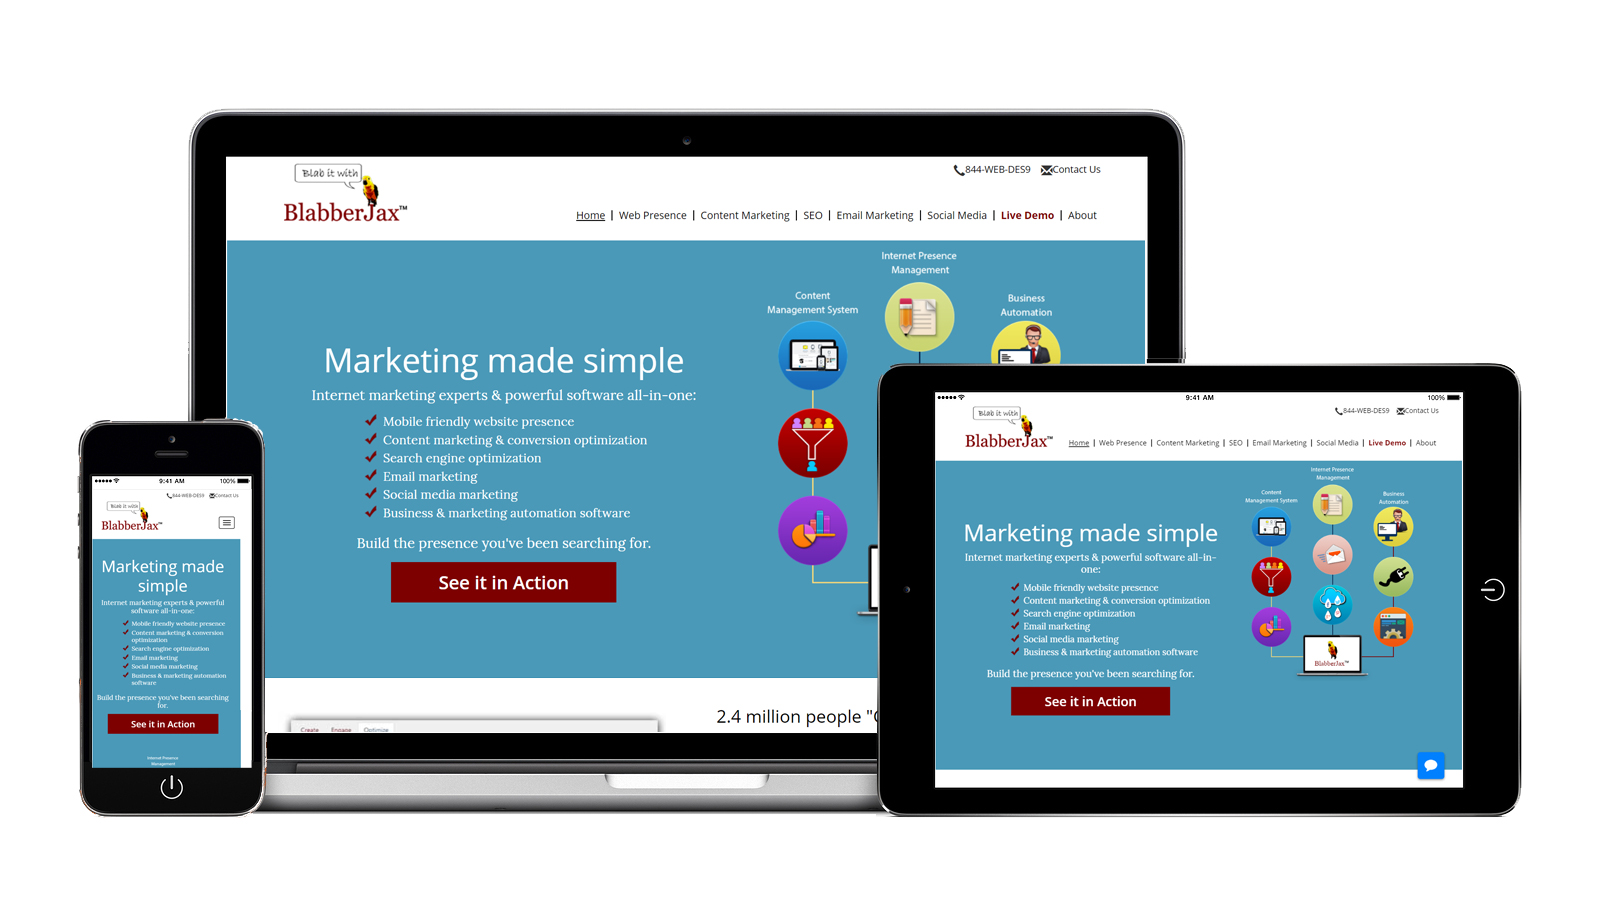 Blab it with
BlabberJax™
844-WEB-DES9 Contact Us
Home | Web Presence | Content Marketing | SEO | Email Marketing | Social Media | Live Demo | About
Internet Presence
Management
Content
Management System
Business
Automation
Marketing made simple
Internet marketing experts & powerful software all-in-one:
Mobile friendly website presence
Content marketing & conversion optimization
Search engine optimization
Email marketing
Social media marketing
Business & marketing automation software
Build the presence you've been searching for.
See it in Action
2.4 million people "
Create Engage Optimize
9:41 AM 100%
844-WEB-DES9 Contact Us
Blab it with
BlabberJax™
Marketing made
simple
Internet marketing experts & powerful
software all-in-one:
Mobile friendly website presence
Content marketing & conversion
optimization
Search engine optimization
Email marketing
Social media marketing
Business & marketing automation
software
Build the presence you've been searching
for.
See it in Action
Internet Presence
Management
9:41 AM 100%
Blab it with
BlabberJax™
844-WEB-DES9 Contact Us
Home | Web Presence | Content Marketing | SEO | Email Marketing | Social Media | Live Demo | About
Internet Presence
Management
Content
Management System
Business
Automation
Marketing made simple
Internet marketing experts & powerful software all-in-
one:
Mobile friendly website presence
Content marketing & conversion optimization
Search engine optimization
Email marketing
Social media marketing
Business & marketing automation software
Build the presence you've been searching for.
See it in Action
BlabberJax™